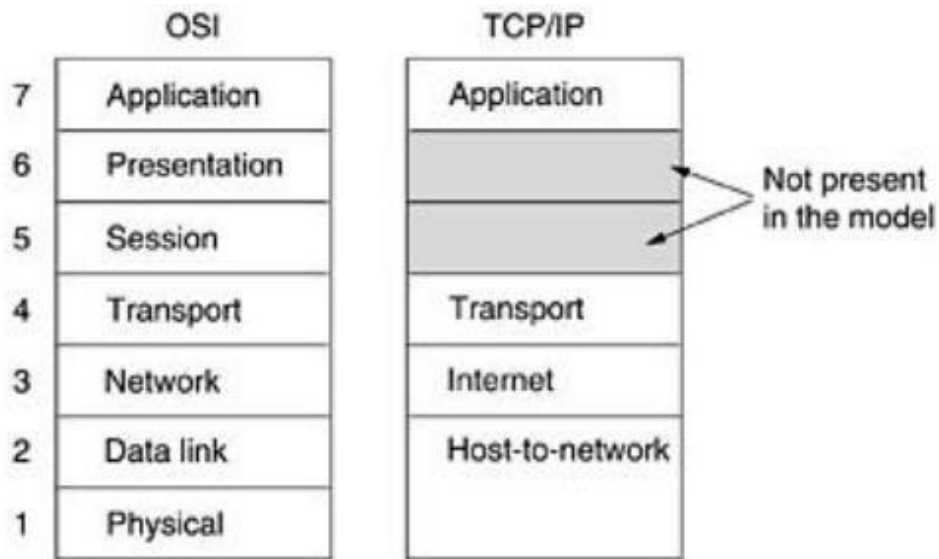 OSI TCP/IP
7 Application Application
6 Presentation
5 Session
Not present
in the model
4 Transport Transport
3 Network Internet
2 Data link Host-to-network
1 Physical